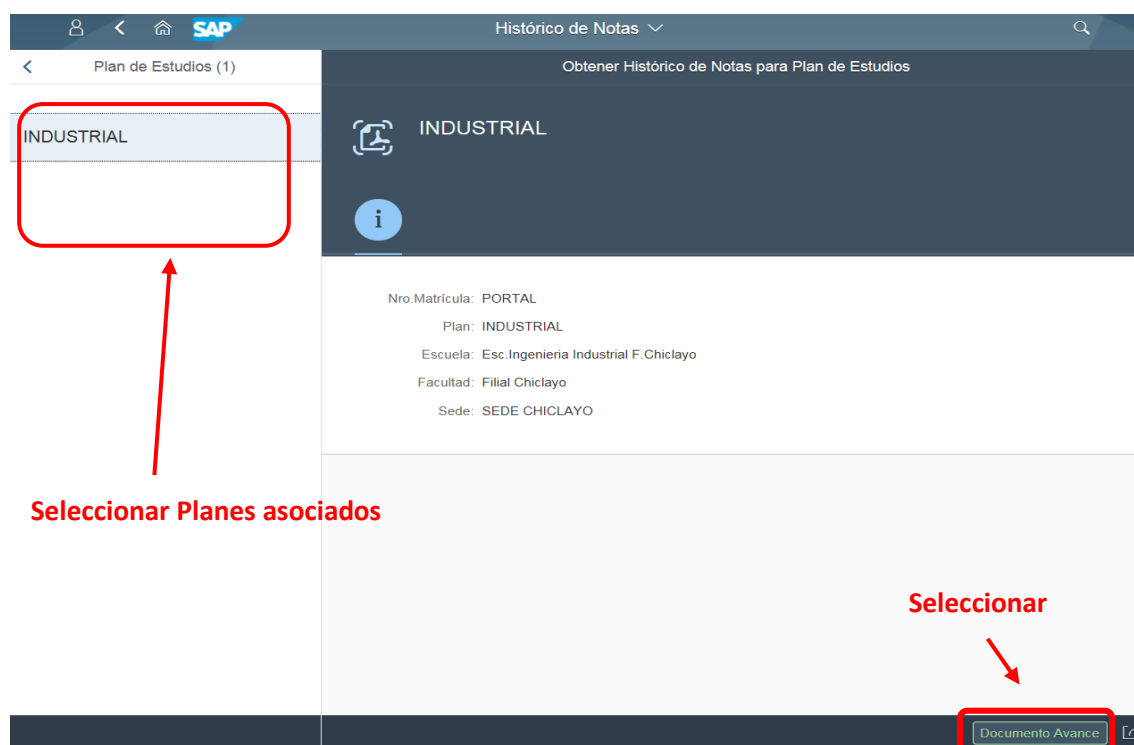 SAP
Histórico de Notas
Plan de Estudios (1)
Obtener Histórico de Notas para Plan de Estudios
INDUSTRIAL
INDUSTRIAL
i
Nro.Matrícula: PORTAL
Plan: INDUSTRIAL
Escuela: Esc.Ingenieria Industrial F.Chiclayo
Facultad: Filial Chiclayo
Sede: SEDE CHICLAYO
Seleccionar Planes asociados
Seleccionar
Documento Avance